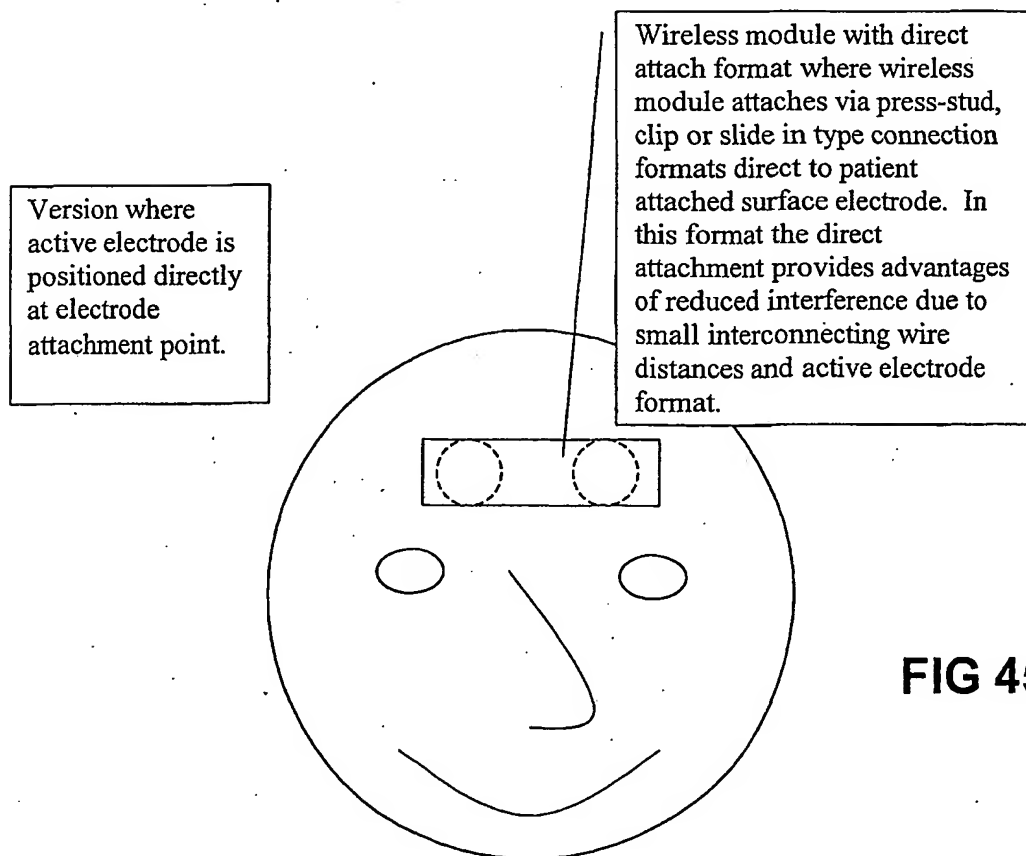 Wireless module with direct
attach format where wireless
module attaches via press-stud,
clip or slide in type connection
formats direct to patient
attached surface electrode. In
this format the direct
attachment provides advantages
of reduced interference due to
small interconnecting wire
distances and active electrode
format.
Version where
active electrode is
positioned directly
at electrode
attachment point.
FIG 45